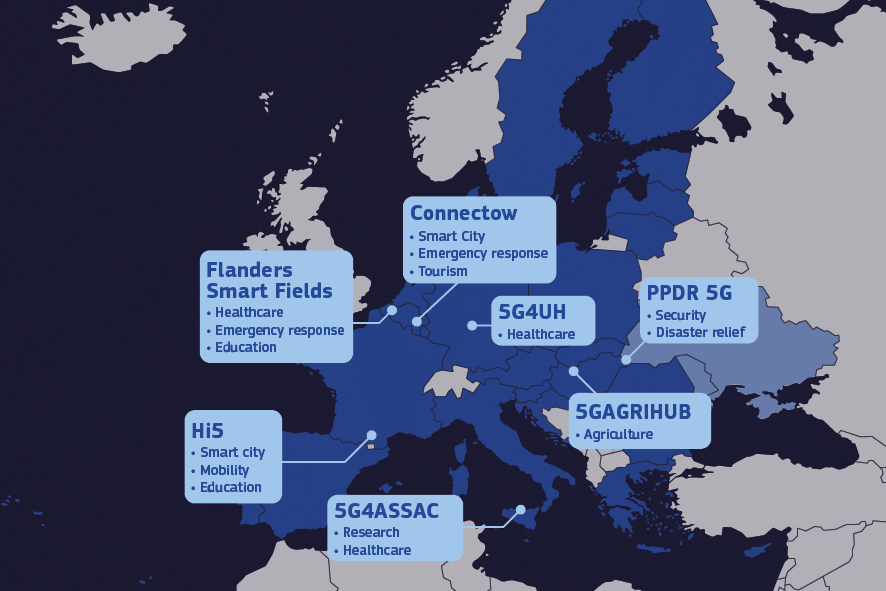 Connectow
• Smart City
• Emergency response
• Tourism
Flanders
Smart Fields
• Healthcare
• Emergency response
• Education
PPDR 5G
• Security
• Disaster relief
5G4UH
• Healthcare
5GAGRIHUB
• Agriculture
Hi5
• Smart city
• Mobility
• Education
5G4ASSAC
• Research
• Healthcare